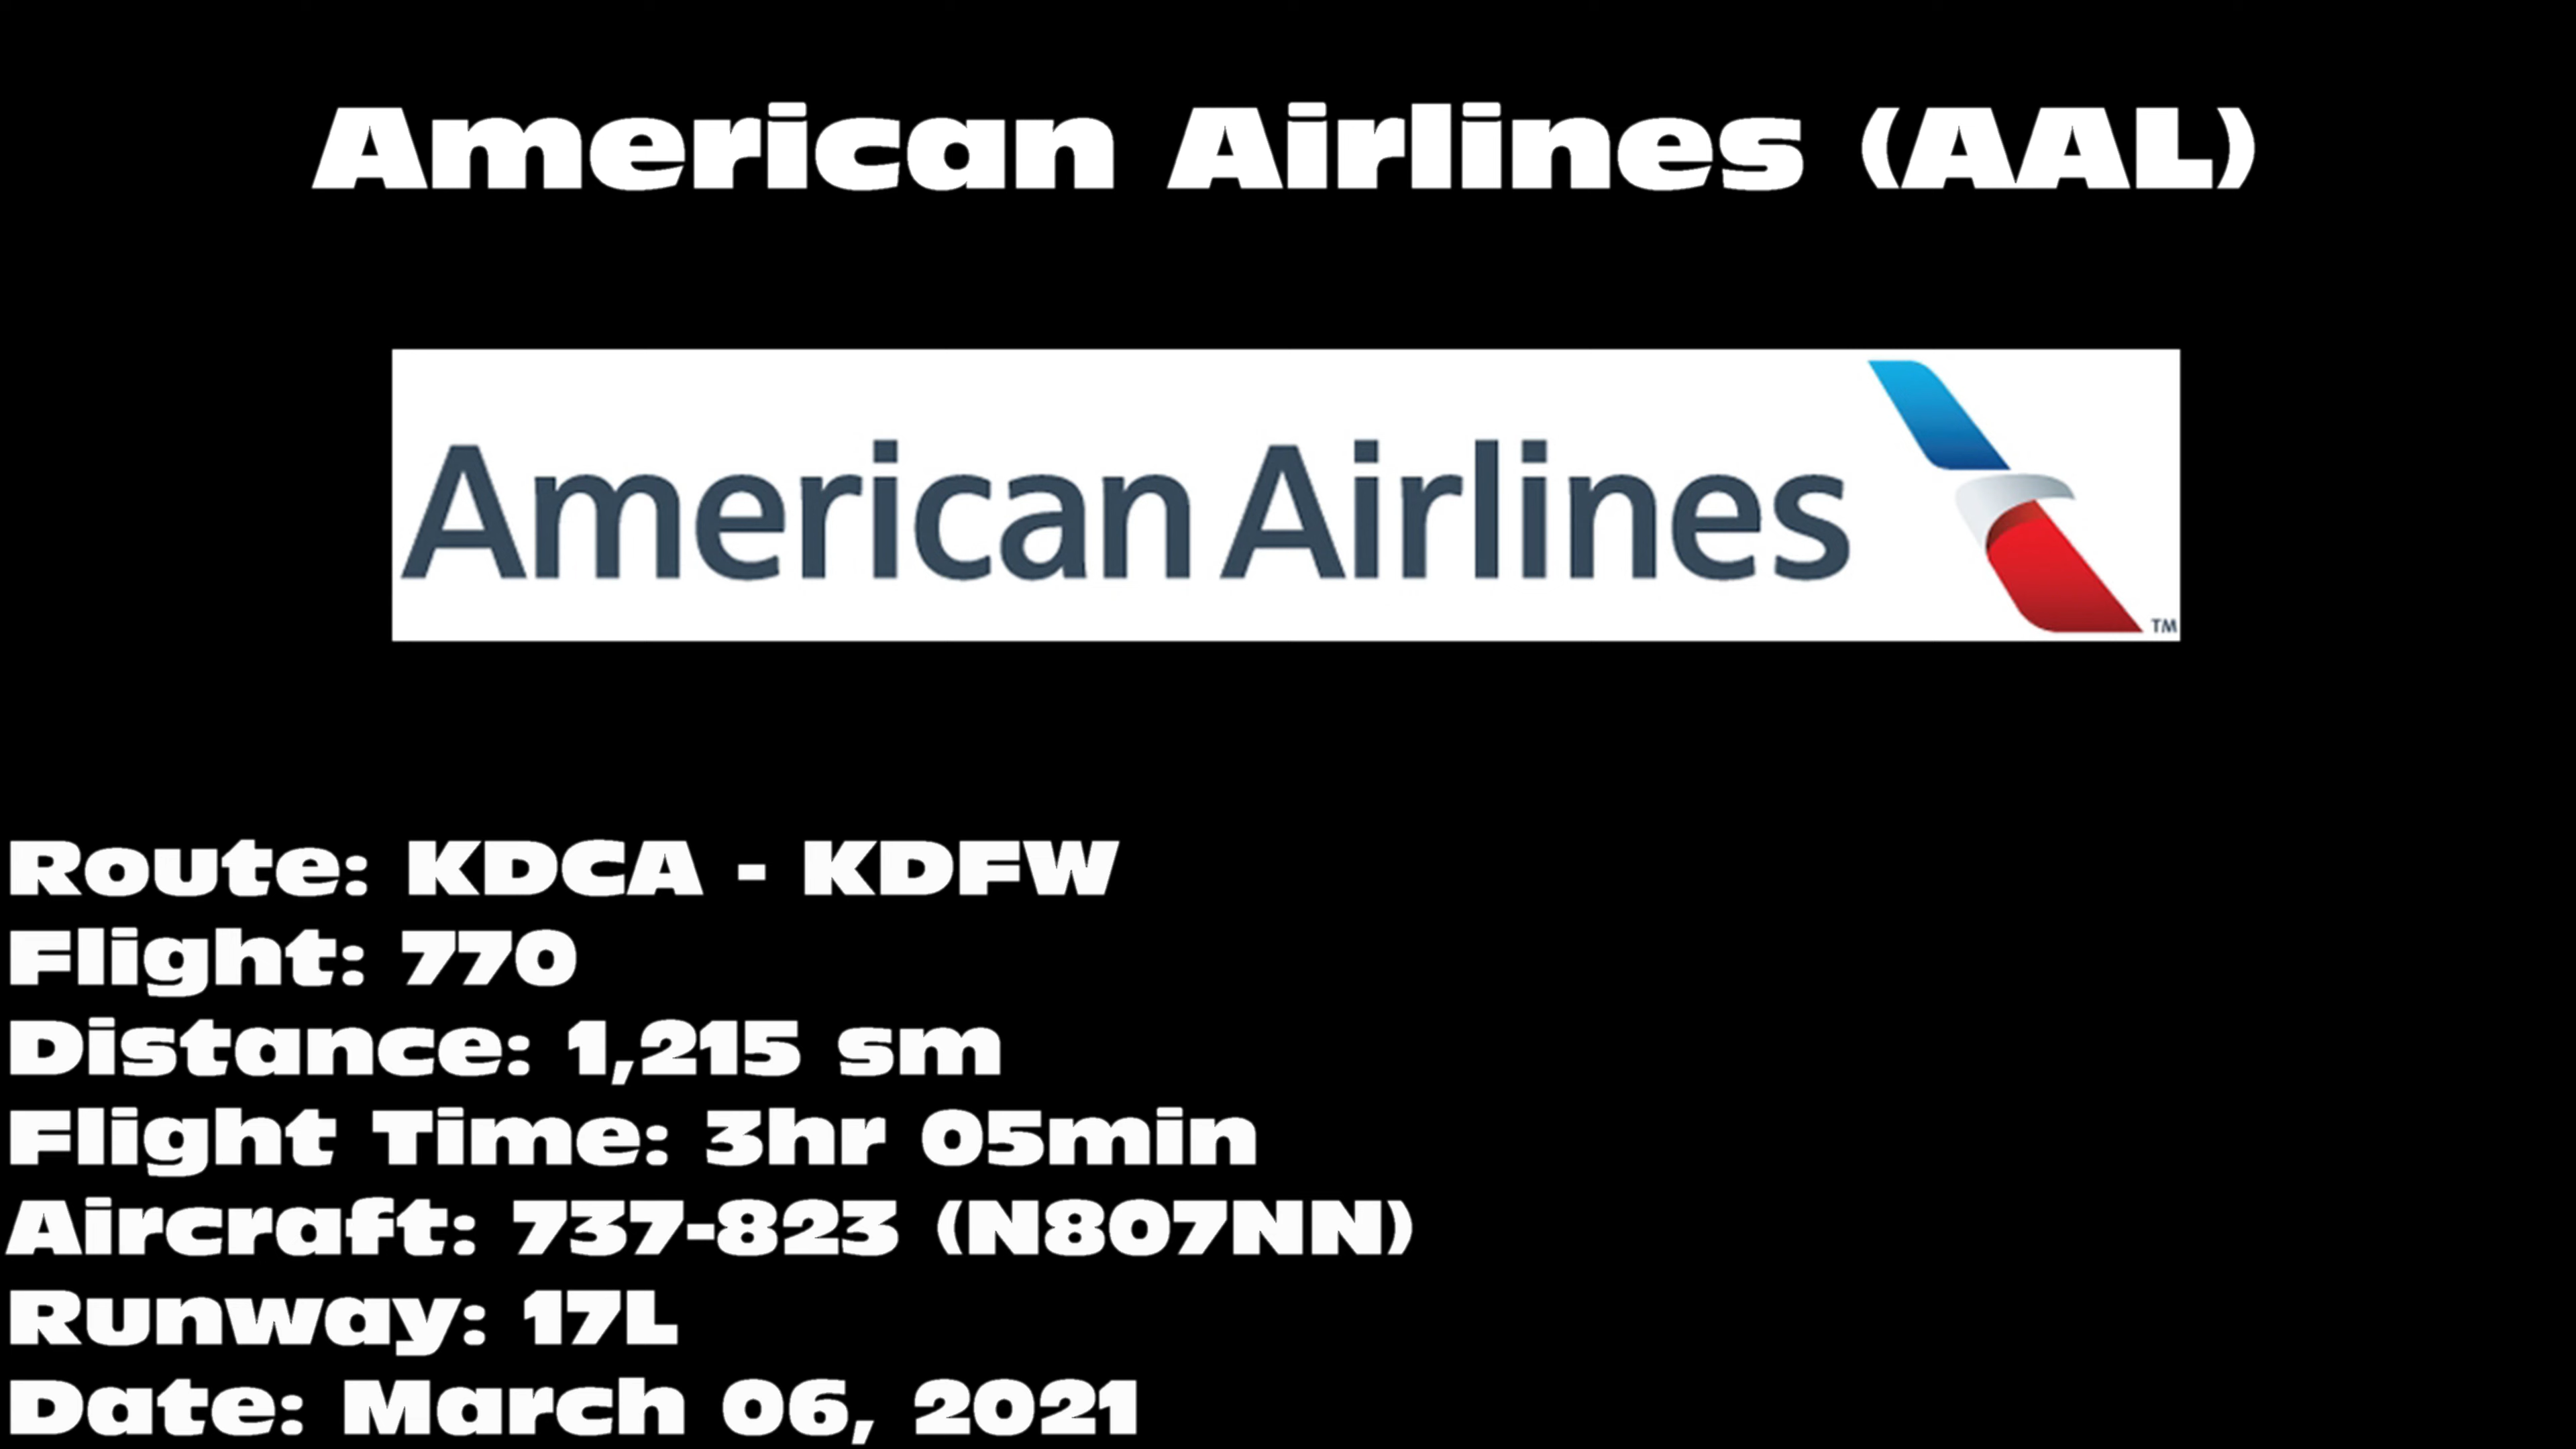 American Airlines (AAL)
American Airlines
TM
Route: KDCA - KDFW
Flight: 770
Distance: 1,215 sm
Flight Time: 3hr 05min
Aircraft: 737-823 (N807NN)
Runway: 17L
Date: March 06, 2021